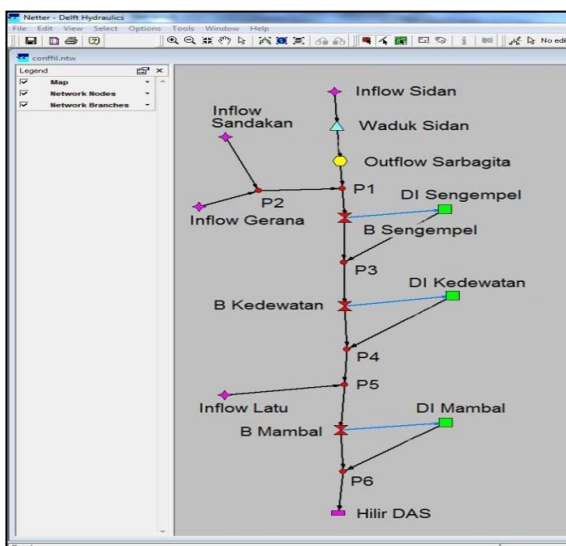 Netter - Delft Hydraulics
File Edit View Select Options Tools Window Help
No edi
conffil.ntw
Legend
Map
Network Nodes
Network Branches
Inflow Sidan
Inflow
Sandakan
Waduk Sidan
Outflow Sarbagita
P2
P1
Inflow Gerana
DI Sengempel
B Sengempel
P3
DI Kedewatan
B Kedewatan
P4
P5
Inflow Latu
DI Mambal
B Mambal
P6
Hilir DAS